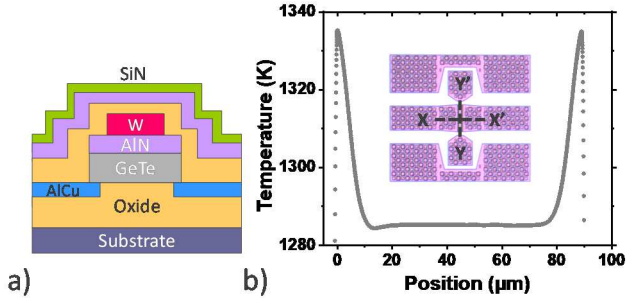 SiN
W
AlN
GeTe
AlCu
Oxide
Substrate
a)
b)
Temperature (K)
1340
1320
1300
1280
0 20 40 60 80 100
Position (µm)
Y'
X X'
Y